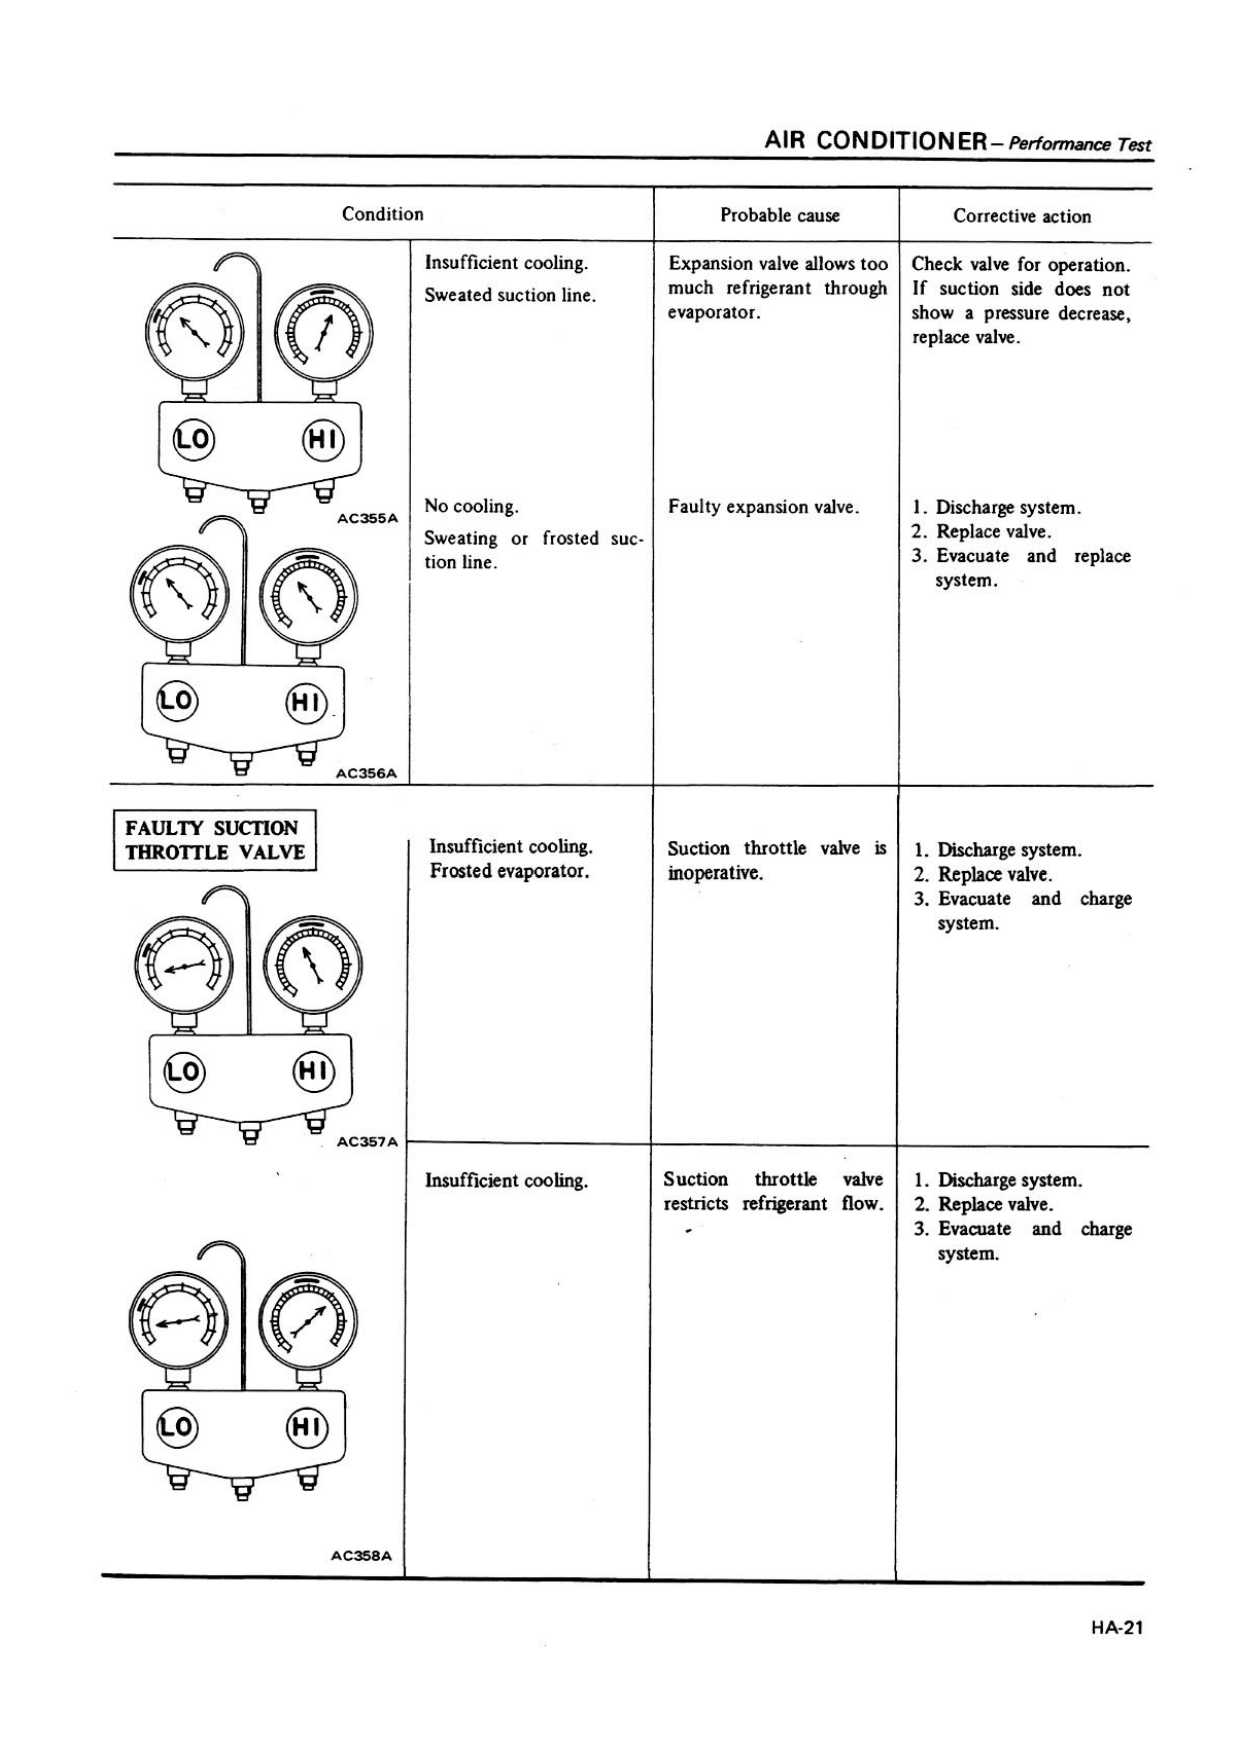 AIR CONDITIONER – Performance Test
Condition
Probable cause
Corrective action
Insufficient cooling.
Sweated suction line.
Expansion valve allows too
much refrigerant through
evaporator.
Check valve for operation.
If suction side does not
show a pressure decrease,
replace valve.
LO
HI
AC355A
No cooling.
Sweating or frosted suc-
tion line.
Faulty expansion valve.
1. Discharge system.
2. Replace valve.
3. Evacuate and replace
system.
LO
HI
AC356A
FAULTY SUCTION
THROTTLE VALVE
Insufficient cooling.
Frosted evaporator.
Suction throttle valve is
inoperative.
1. Discharge system.
2. Replace valve.
3. Evacuate and charge
system.
LO
HI
AC357A
Insufficient cooling.
Suction throttle valve
restricts refrigerant flow.
1. Discharge system.
2. Replace valve.
3. Evacuate and charge
system.
LO
HI
AC358A
HA-21